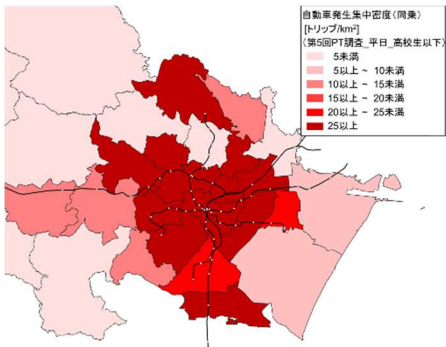 自動車発生集中密度(同乗)
[トリップ/km²]
(第5回PT調査_平日_高校生以下)
5未満
5以上 ~ 10未満
10以上 ~ 15未満
15以上 ~ 20未満
20以上 ~ 25未満
25以上